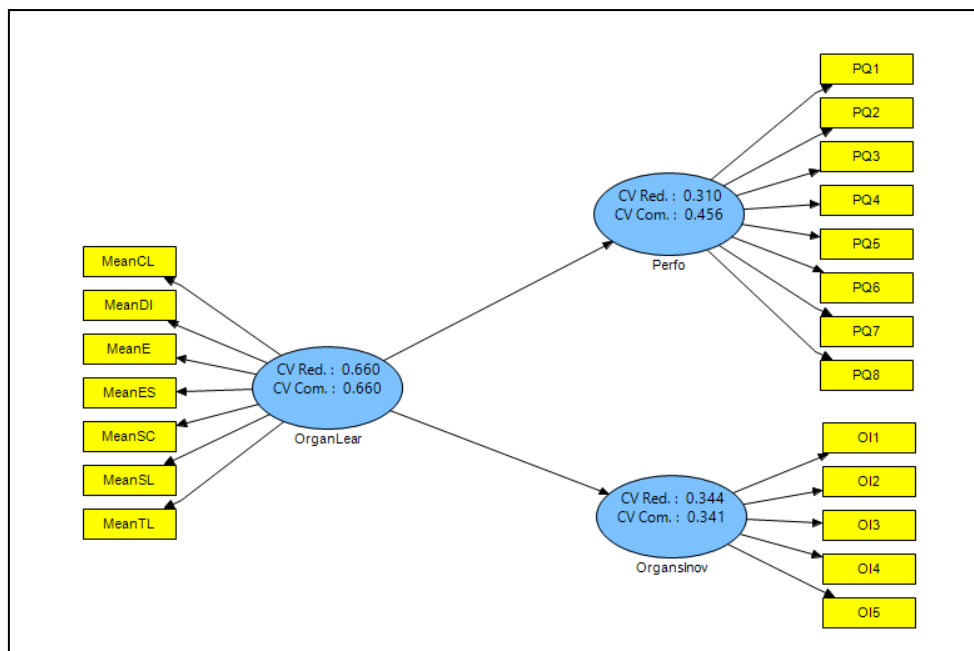 MeanCL
MeanDI
MeanE
MeanES
MeanSC
MeanSL
MeanTL
CV Red. : 0.660
CV Com. : 0.660
OrganLear
CV Red. : 0.310
CV Com. : 0.456
Perfo
PQ1
PQ2
PQ3
PQ4
PQ5
PQ6
PQ7
PQ8
CV Red. : 0.344
CV Com. : 0.341
OrgansInov
OI1
OI2
OI3
OI4
OI5